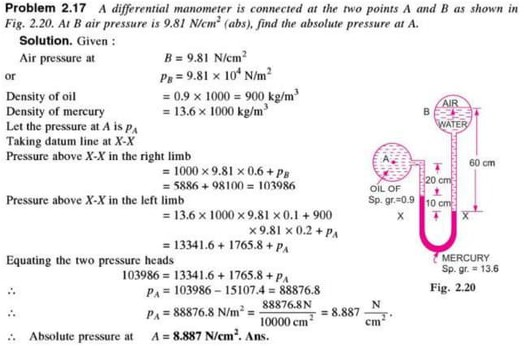 Problem 2.17 A differential manometer is connected at the two points A and B as shown in
Fig. 2.20. At B air pressure is 9.81 N/cm² (abs), find the absolute pressure at A.
Solution. Given :
Air pressure at B = 9.81 N/cm²
or p_B = 9.81 × 10⁴ N/m²
Density of oil = 0.9 × 1000 = 900 kg/m³
Density of mercury = 13.6 × 1000 kg/m³
Let the pressure at A is p_A
Taking datum line at X-X
Pressure above X-X in the right limb
= 1000 × 9.81 × 0.6 + p_B
= 5886 + 98100 = 103986
Pressure above X-X in the left limb
= 13.6 × 1000 × 9.81 × 0.1 + 900
× 9.81 × 0.2 + p_A
= 13341.6 + 1765.8 + p_A
Equating the two pressure heads
103986 = 13341.6 + 1765.8 + p_A
∴ p_A = 103986 – 15107.4 = 88876.8
∴ p_A = 88876.8 N/m² = 88876.8N / 10000 cm² = 8.887 N / cm².
∴ Absolute pressure at A = 8.887 N/cm². Ans.
AIR
B
WATER
A
60 cm
20 cm
OIL OF
Sp. gr.=0.9
10 cm
X
X
MERCURY
Sp. gr. = 13.6
Fig. 2.20